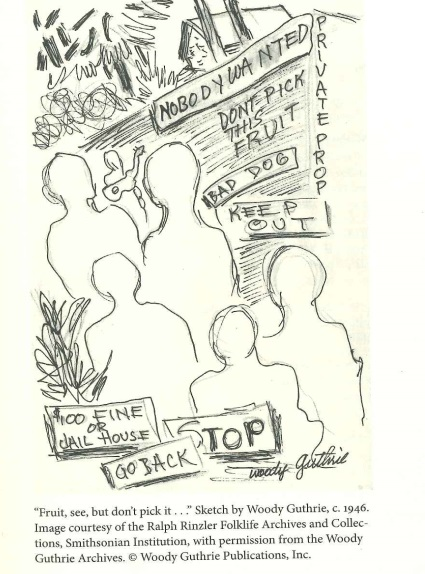 NOBODY WANTED
DONT PICK
THIS
FRUIT
PRIVATE PROP
BAD DOG
KEEP
OUT
$100 FINE
OR
JAIL HOUSE
STOP
GO BACK
Woody Guthrie
"Fruit, see, but don't pick it . . ." Sketch by Woody Guthrie, c. 1946.
Image courtesy of the Ralph Rinzler Folklife Archives and Collec-
tions, Smithsonian Institution, with permission from the Woody
Guthrie Archives. © Woody Guthrie Publications, Inc.